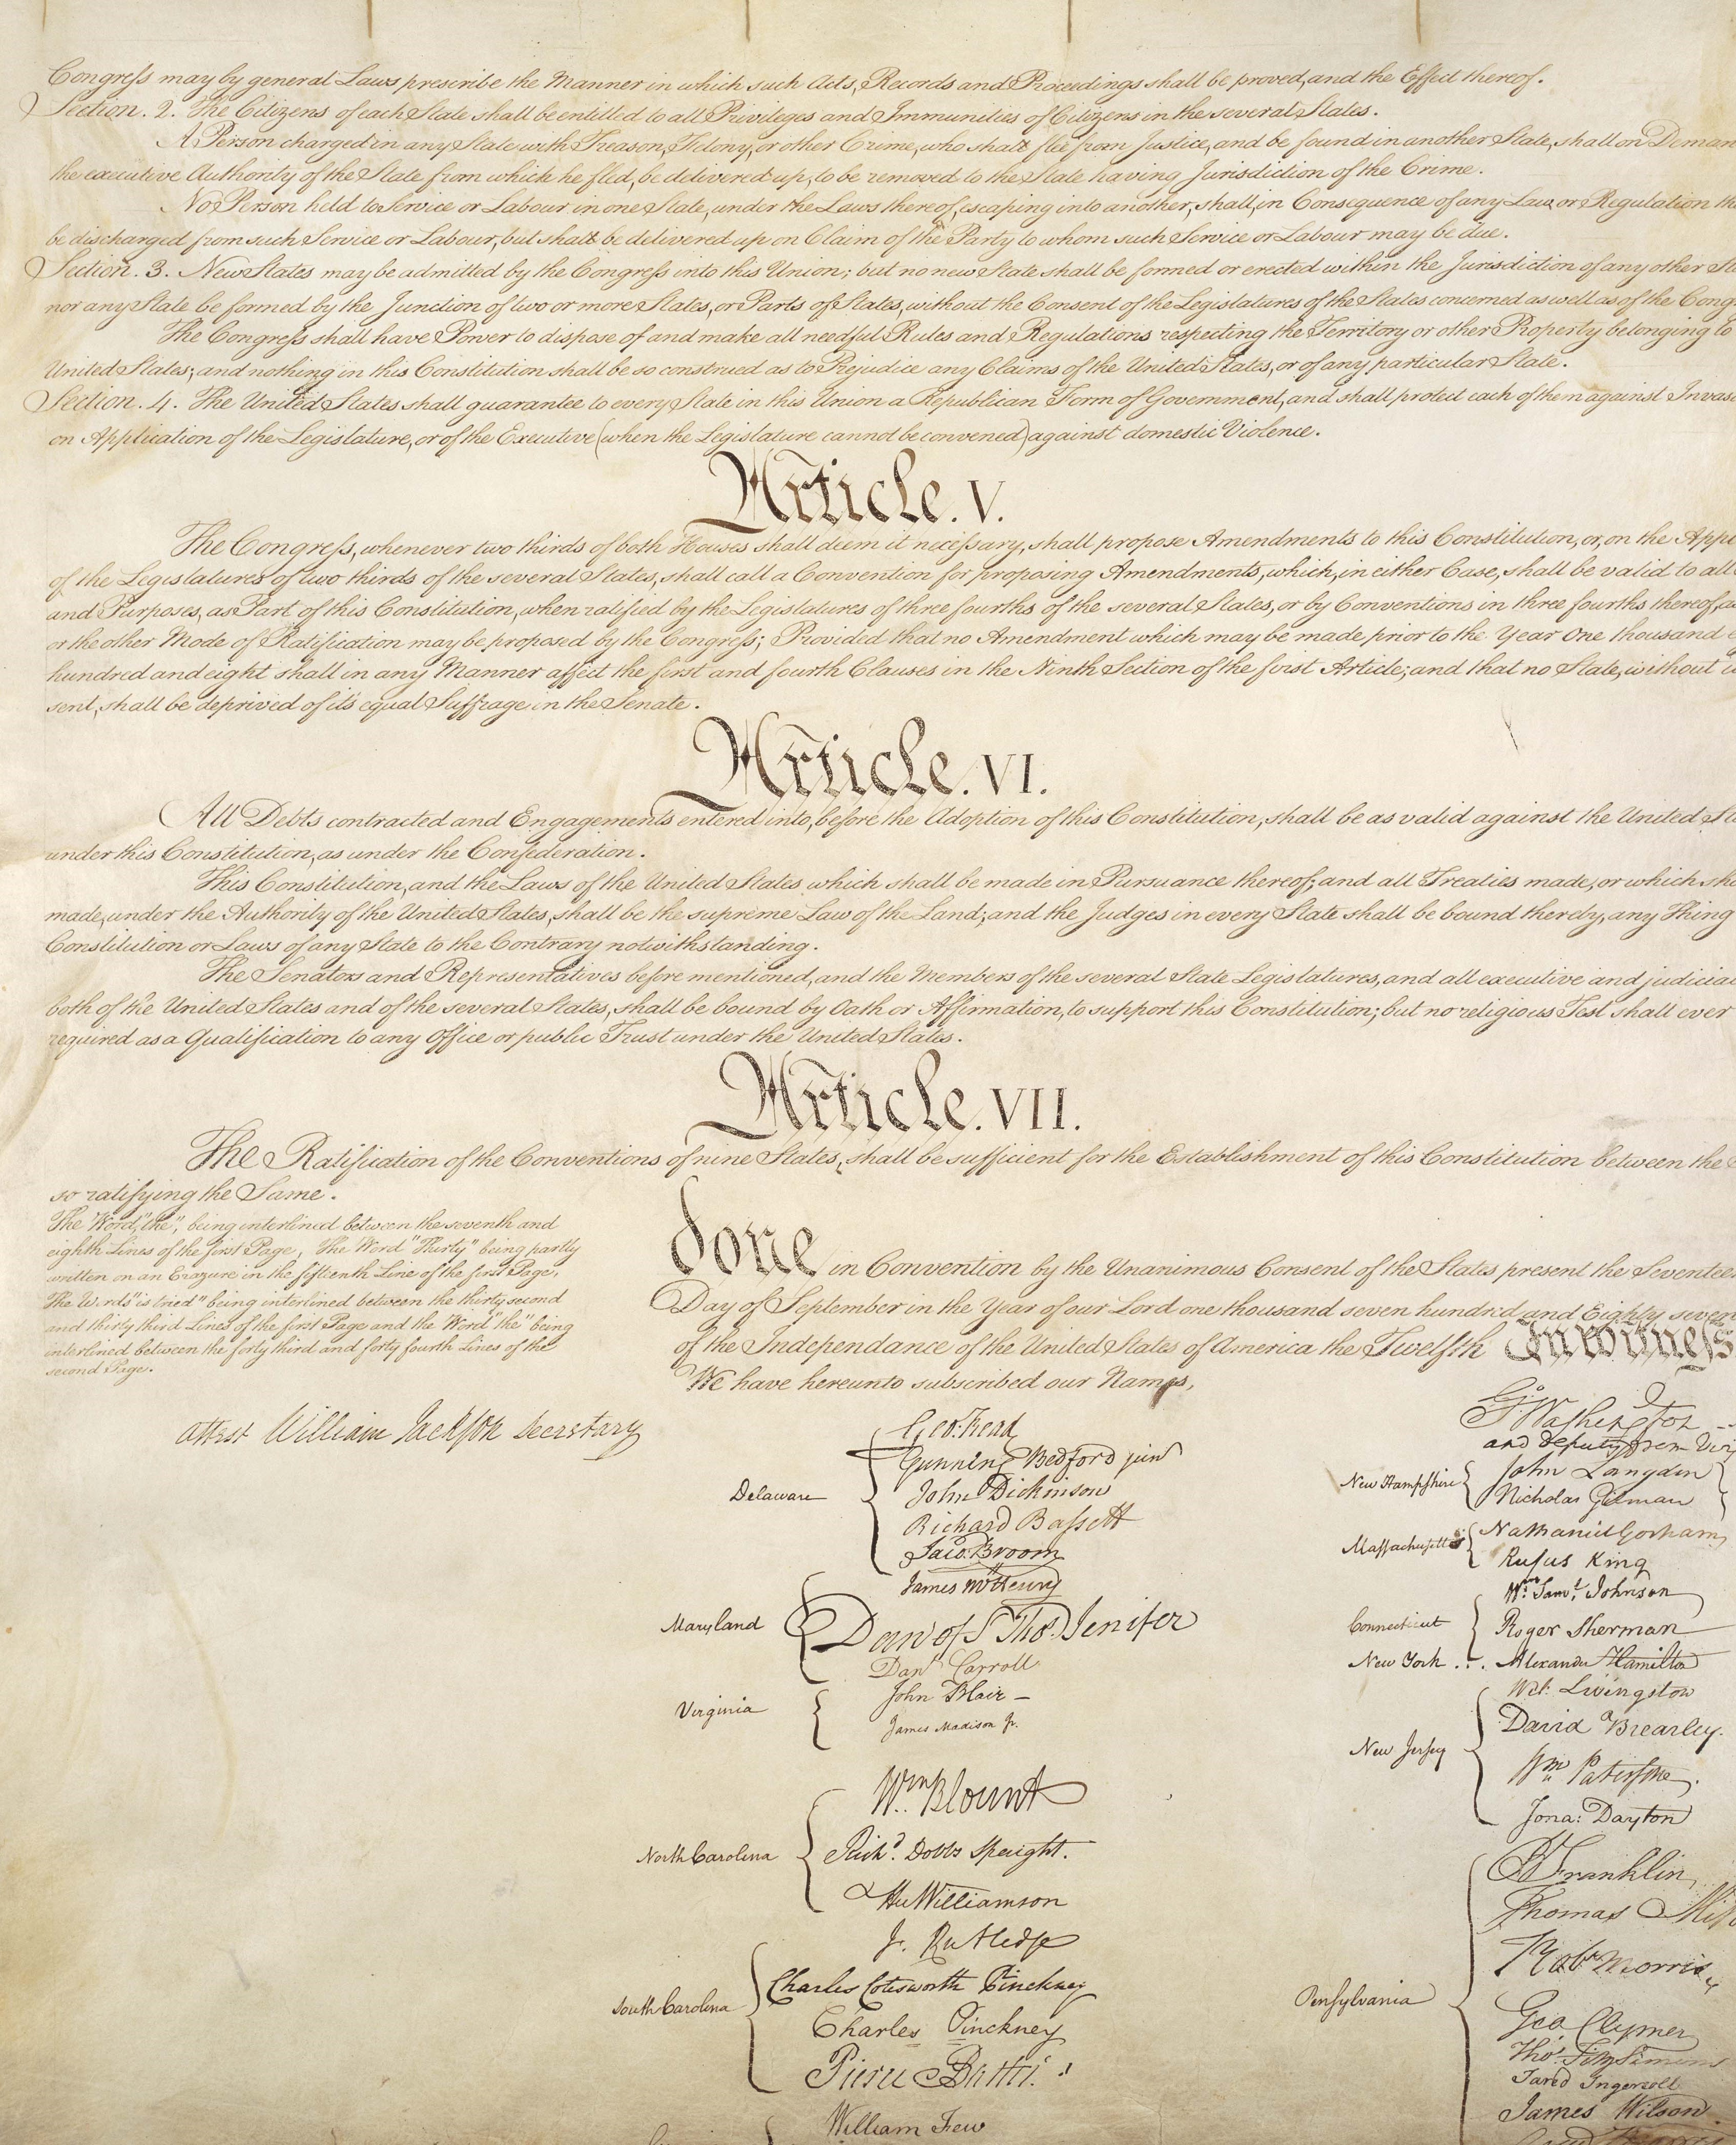 Congress may by general Laws prescribe the Manner in which such Acts, Records and Proceedings shall be proved, and the Effect thereof.
Section. 2. The Citizens of each State shall be entitled to all Privileges and Immunities of Citizens in the several States.
A Person charged in any State with Treason, Felony, or other Crime, who shall flee from Justice, and be found in another State, shall on Deman
the executive Authority of the State from which he fled, be delivered up, to be removed to the State having Jurisdiction of the Crime.
No Person held to Service or Labour in one State, under the Laws thereof, escaping into another, shall, in Consequence of any Law or Regulation the
be discharged from such Service or Labour, but shall be delivered up on Claim of the Party to whom such Service or Labour may be due.
Section. 3. New States may be admitted by the Congress into this Union; but no new State shall be formed or erected within the Jurisdiction of any other Sta
nor any State be formed by the Junction of two or more States, or Parts of States, without the Consent of the Legislatures of the States concerned as well as of the Cong
The Congress shall have Power to dispose of and make all needful Rules and Regulations respecting the Territory or other Property belonging to
United States; and nothing in this Constitution shall be so construed as to Prejudice any Claims of the United States, or of any particular State.
Section. 4. The United States shall guarantee to every State in this Union a Republican Form of Government, and shall protect each of them against Invas
on Application of the Legislature, or of the Executive (when the Legislature cannot be convened) against domestic Violence.
Article. V.
The Congress, whenever two thirds of both Houses shall deem it necessary, shall propose Amendments to this Constitution, or, on the Appl
of the Legislatures of two thirds of the several States, shall call a Convention for proposing Amendments, which, in either Case, shall be valid to all
and Purposes, as Part of this Constitution, when ratified by the Legislatures of three fourths of the several States, or by Conventions in three fourths thereof, a
or the other Mode of Ratification may be proposed by the Congress; Provided that no Amendment which may be made prior to the Year One thousand e
hundred and eight shall in any Manner affect the first and fourth Clauses in the Ninth Section of the first Article; and that no State, without i
sent, shall be deprived of it's equal Suffrage in the Senate.
Article. VI.
All Debts contracted and Engagements entered into, before the Adoption of this Constitution, shall be as valid against the United Sta
under this Constitution, as under the Confederation.
This Constitution, and the Laws of the United States which shall be made in Pursuance thereof; and all Treaties made, or which sha
made, under the Authority of the United States, shall be the supreme Law of the Land; and the Judges in every State shall be bound thereby, any Thing
Constitution or Laws of any State to the Contrary notwithstanding.
The Senators and Representatives before mentioned, and the Members of the several State Legislatures, and all executive and judicial
both of the United States and of the several States, shall be bound by Oath or Affirmation, to support this Constitution; but no religious Test shall ever
required as a Qualification to any Office or public Trust under the United States.
Article. VII.
The Ratification of the Conventions of nine States, shall be sufficient for the Establishment of this Constitution between the
so ratifying the Same.
The Word, "the", being interlined between the seventh and
eighth Lines of the first Page, The Word "Thirty" being partly
written on an Erazure in the fifteenth Line of the first Page,
The Words "is tried" being interlined between the thirty second
and thirty third Lines of the first Page and the Word "the" being
interlined between the forty third and forty fourth Lines of the
second Page.
Attest William Jackson Secretary
done in Convention by the Unanimous Consent of the States present the Seventee
Day of September in the Year of our Lord one thousand seven hundred and Eighty seven
of the Independance of the United States of America the Twelfth In witness
We have hereunto subscribed our Names,
Delaware
Geo: Read
Gunning Bedford jun
John Dickinson
Richard Bassett
Jaco: Broom
Maryland
James McHenry
Dan of St Thos. Jenifer
Danl Carroll
Virginia
John Blair –
James Madison Jr.
North Carolina
Wm. Blount
Richd. Dobbs Spaight.
Hu Williamson
South Carolina
J. Rutledge
Charles Cotesworth Pinckney
Charles Pinckney
Pierce Butler.
William Few
Go. Washington
and deputy from Vir
New Hampshire
John Langdon
Nicholas Gilman
Massachusetts
Nathaniel Gorham
Rufus King
Connecticut
Wm. Saml. Johnson
Roger Sherman
New York . . . Alexander Hamilton
New Jersey
Wil: Livingston
David Brearley.
Wm Paterson.
Jona: Dayton
Pensylvania
B Franklin
Thomas Miff
Robt Morris
Geo. Clymer
Thos. FitzSimons
Jared Ingersoll
James Wilson.